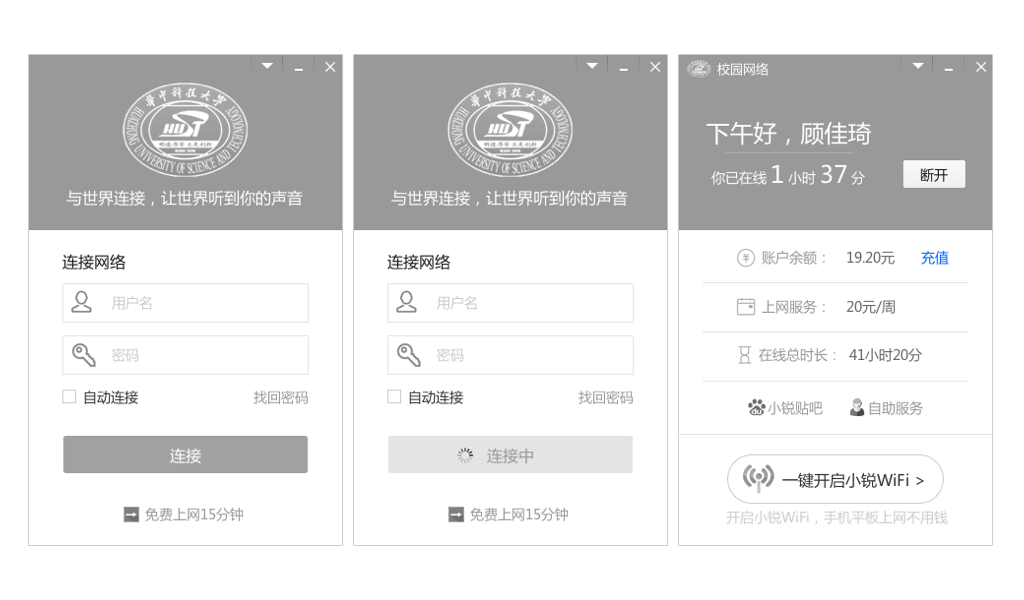 华中科技大学
HUAZHONG UNIVERSITY OF SCIENCE AND TECHNOLOGY
HUST
与世界连接，让世界听到你的声音
连接网络
用户名
密码
自动连接
找回密码
连接
免费上网15分钟
华中科技大学
HUAZHONG UNIVERSITY OF SCIENCE AND TECHNOLOGY
HUST
与世界连接，让世界听到你的声音
连接网络
用户名
密码
自动连接
找回密码
连接中
免费上网15分钟
校园网络
下午好，顾佳琦
你已在线1小时37分
断开
账户余额： 19.20元 充值
上网服务： 20元/周
在线总时长： 41小时20分
小锐贴吧 自助服务
一键开启小锐WiFi >
开启小锐WiFi，手机平板上网不用钱